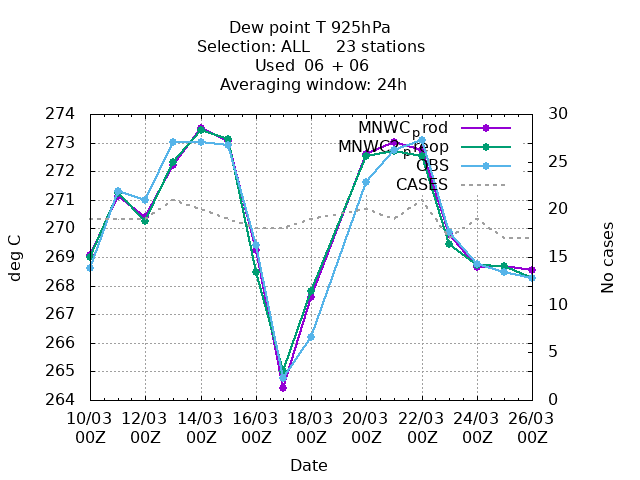 Dew point T 925hPa
Selection: ALL 23 stations
Used 06 + 06
Averaging window: 24h
274
273
272
271
270
269
268
267
266
265
264
deg C
30
25
20
15
10
5
0
No cases
MNWCprod
MNWCpreop
OBS
CASES
10/03 12/03 14/03 16/03 18/03 20/03 22/03 24/03 26/03
00Z 00Z 00Z 00Z 00Z 00Z 00Z 00Z 00Z
Date